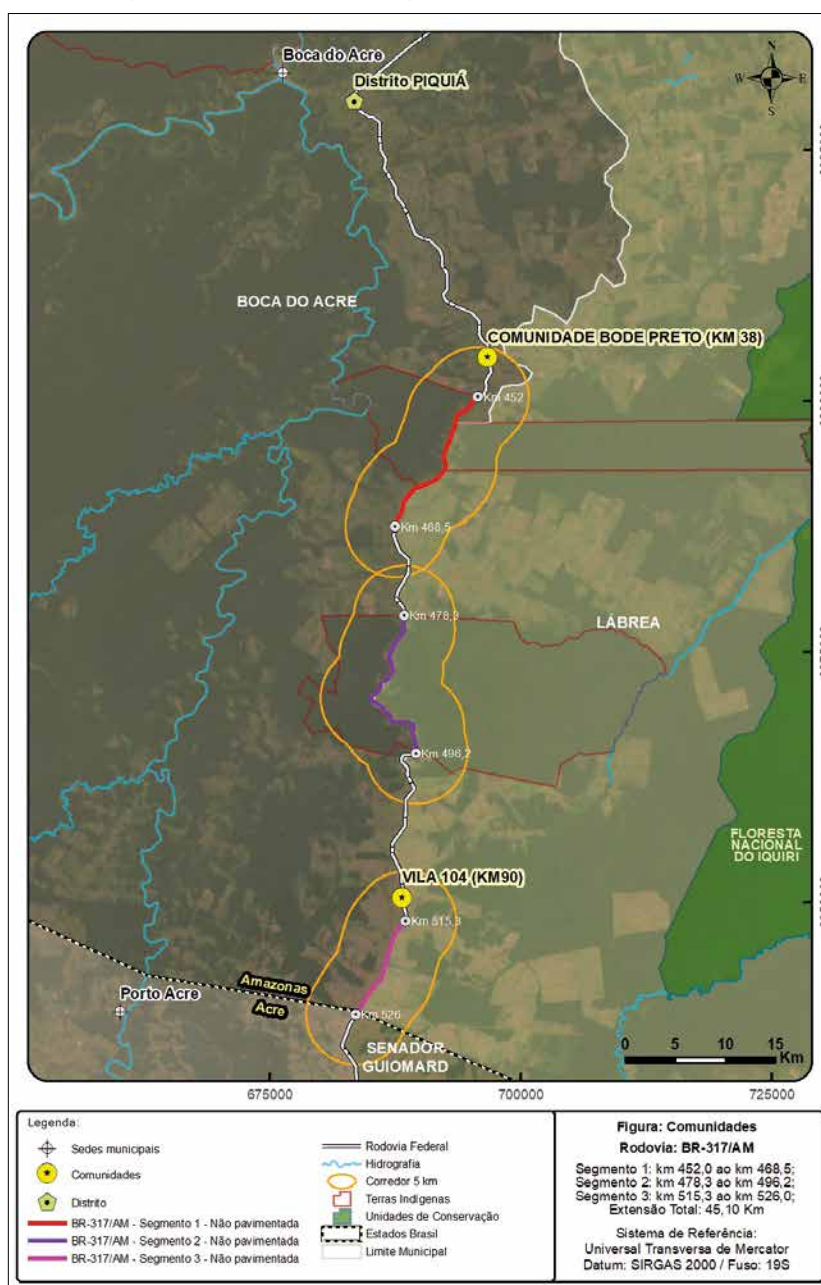 Boca do Acre
Distrito PIQUIÁ
N
W
E
S
BOCA DO ACRE
COMUNIDADE BODE PRETO (KM 38)
Km 452
Km 468,5
Km 478,3
LÁBREA
Km 496,2
FLORESTA
NACIONAL
DO IQUIRI
VILA 104 (KM90)
Km 515,3
Amazonas
Acre
Porto Acre
Km 526
SENADOR
GUIOMARD
0 5 10 15
Km
675000 700000 725000
Legenda:
Sedes municipais
Comunidades
Distrito
BR-317/AM - Segmento 1 - Não pavimentada
BR-317/AM - Segmento 2 - Não pavimentada
BR-317/AM - Segmento 3 - Não pavimentada
Rodovia Federal
Hidrografia
Corredor 5 km
Terras Indígenas
Unidades de Conservação
Estados Brasil
Limite Municipal
Figura: Comunidades
Rodovia: BR-317/AM
Segmento 1: km 452,0 ao km 468,5;
Segmento 2: km 478,3 ao km 496,2;
Segmento 3: km 515,3 ao km 526,0;
Extensão Total: 45,10 Km
Sistema de Referência:
Universal Transversa de Mercator
Datum: SIRGAS 2000 / Fuso: 19S